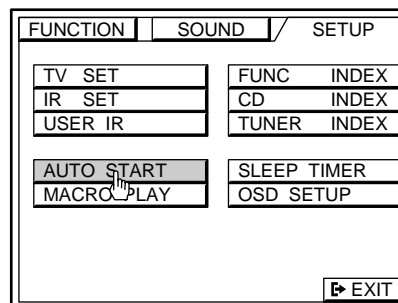 FUNCTION SOUND SETUP
TV SET FUNC INDEX
IR SET CD INDEX
USER IR TUNER INDEX
AUTO START SLEEP TIMER
MACRO PLAY OSD SETUP
EXIT